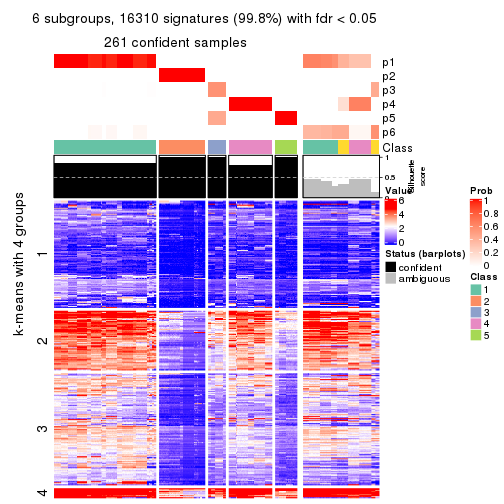 6 subgroups, 16310 signatures (99.8%) with fdr < 0.05
261 confident samples
p1
p2
p3
p4
p5
p6
Class
1
0.5
0
Silhouette
score
k-means with 4 groups
1
2
3
4
Value
6
4
2
0
Status (barplots)
confident
ambiguous
Prob
1
0.8
0.6
0.4
0.2
0
Class
1
2
3
4
5